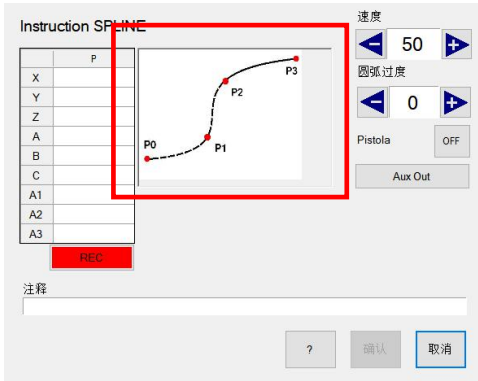 Instruction SPLINE
P
X
Y
Z
A
B
C
A1
A2
A3
REC
P0
P1
P2
P3
速度
50
圆弧过度
0
Pistola
OFF
Aux Out
注释
?
确认
取消